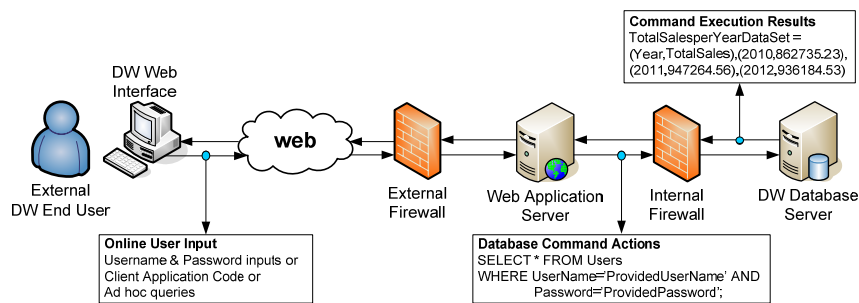 Command Execution Results
TotalSalesperYearDataSet =
(Year,TotalSales),(2010,862735.23),
(2011,947264.56),(2012,936184.53)
DW Web
Interface
web
External
DW End User
External
Firewall
Web Application
Server
Internal
Firewall
DW Database
Server
Online User Input
Username & Password inputs or
Client Application Code or
Ad hoc queries
Database Command Actions
SELECT * FROM Users
WHERE UserName='ProvidedUserName' AND
Password='ProvidedPassword';